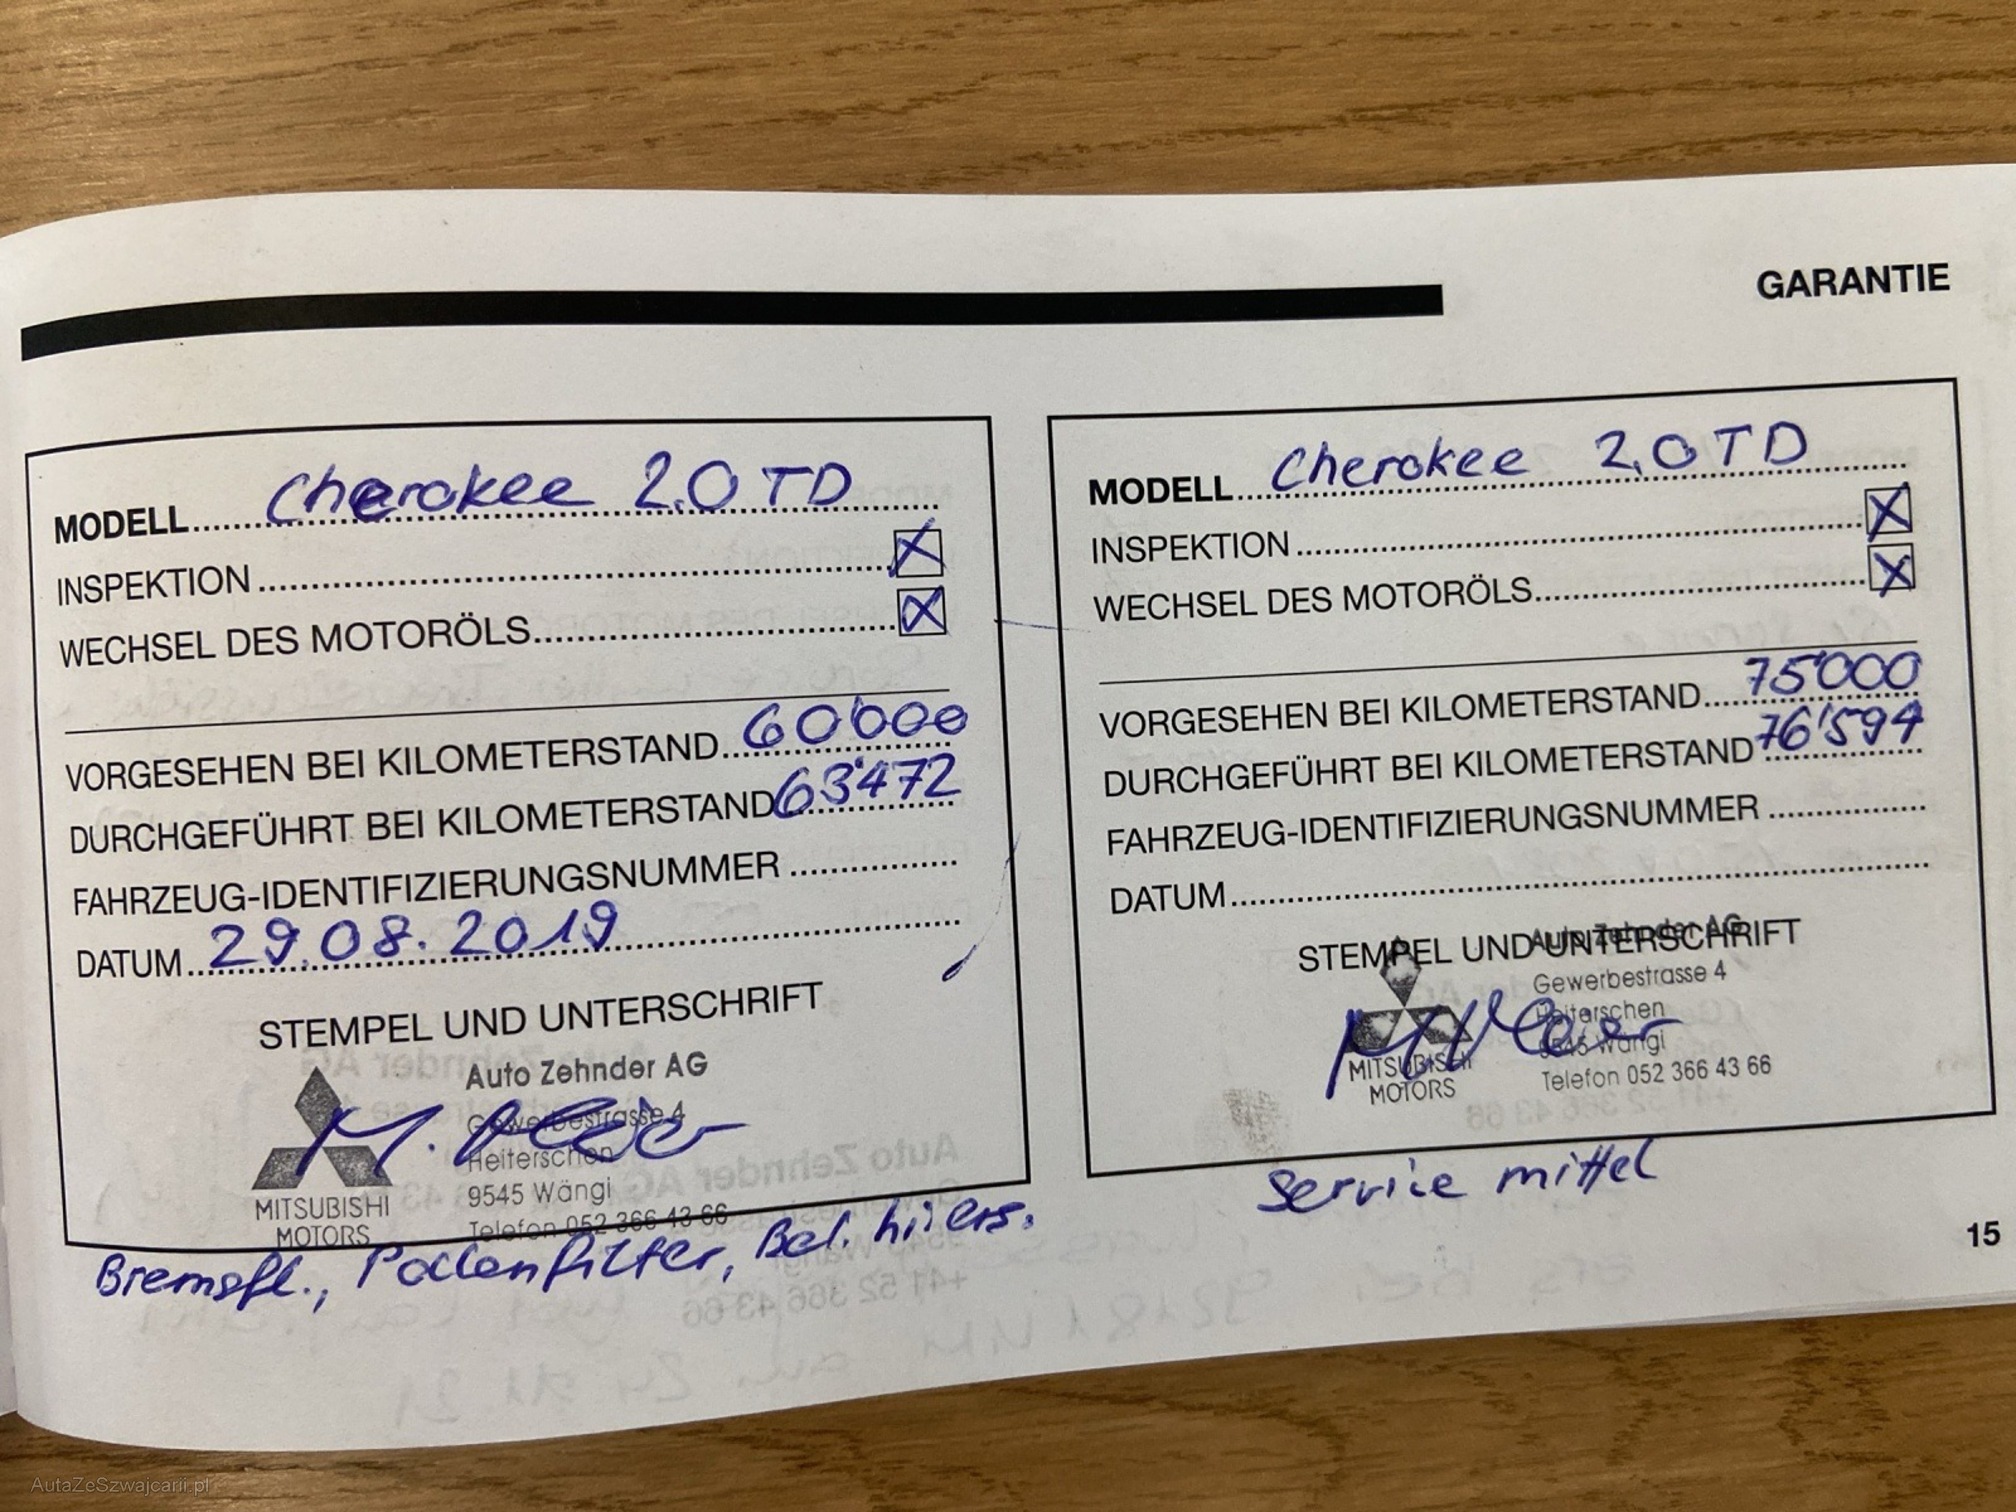 GARANTIE
MODELL Cherokee 2.0 TD
INSPEKTION
WECHSEL DES MOTORÖLS
VORGESEHEN BEI KILOMETERSTAND 60'000
DURCHGEFÜHRT BEI KILOMETERSTAND 63'472
FAHRZEUG-IDENTIFIZIERUNGSNUMMER
DATUM 29.08.2019
STEMPEL UND UNTERSCHRIFT
Auto Zehnder AG
Gewerbestrasse 4
Heiterschen
9545 Wängi
Telefon 052 366 43 66
MITSUBISHI
MOTORS
Bremsfl., Pollenfilter, Bel. hi
MODELL Cherokee 2.0 TD
INSPEKTION
WECHSEL DES MOTORÖLS
VORGESEHEN BEI KILOMETERSTAND 75'000
DURCHGEFÜHRT BEI KILOMETERSTAND 76'594
FAHRZEUG-IDENTIFIZIERUNGSNUMMER
DATUM
STEMPEL UND UNTERSCHRIFT
Auto Zehnder AG
Gewerbestrasse 4
Heiterschen
9545 Wängi
Telefon 052 366 43 66
MITSUBISHI
MOTORS
Service mittel
15
AutaZeSzwajcarii.pl